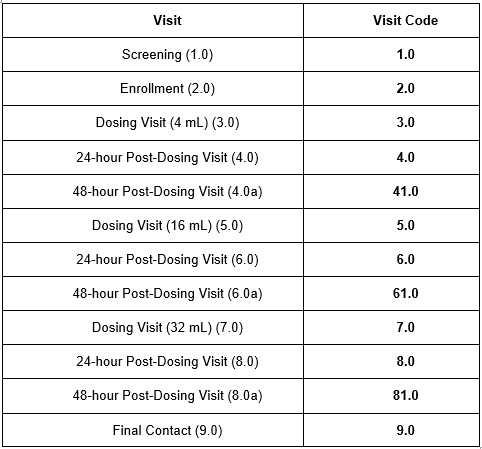 Visit Visit Code
Screening (1.0) 1.0
Enrollment (2.0) 2.0
Dosing Visit (4 mL) (3.0) 3.0
24-hour Post-Dosing Visit (4.0) 4.0
48-hour Post-Dosing Visit (4.0a) 41.0
Dosing Visit (16 mL) (5.0) 5.0
24-hour Post-Dosing Visit (6.0) 6.0
48-hour Post-Dosing Visit (6.0a) 61.0
Dosing Visit (32 mL) (7.0) 7.0
24-hour Post-Dosing Visit (8.0) 8.0
48-hour Post-Dosing Visit (8.0a) 81.0
Final Contact (9.0) 9.0